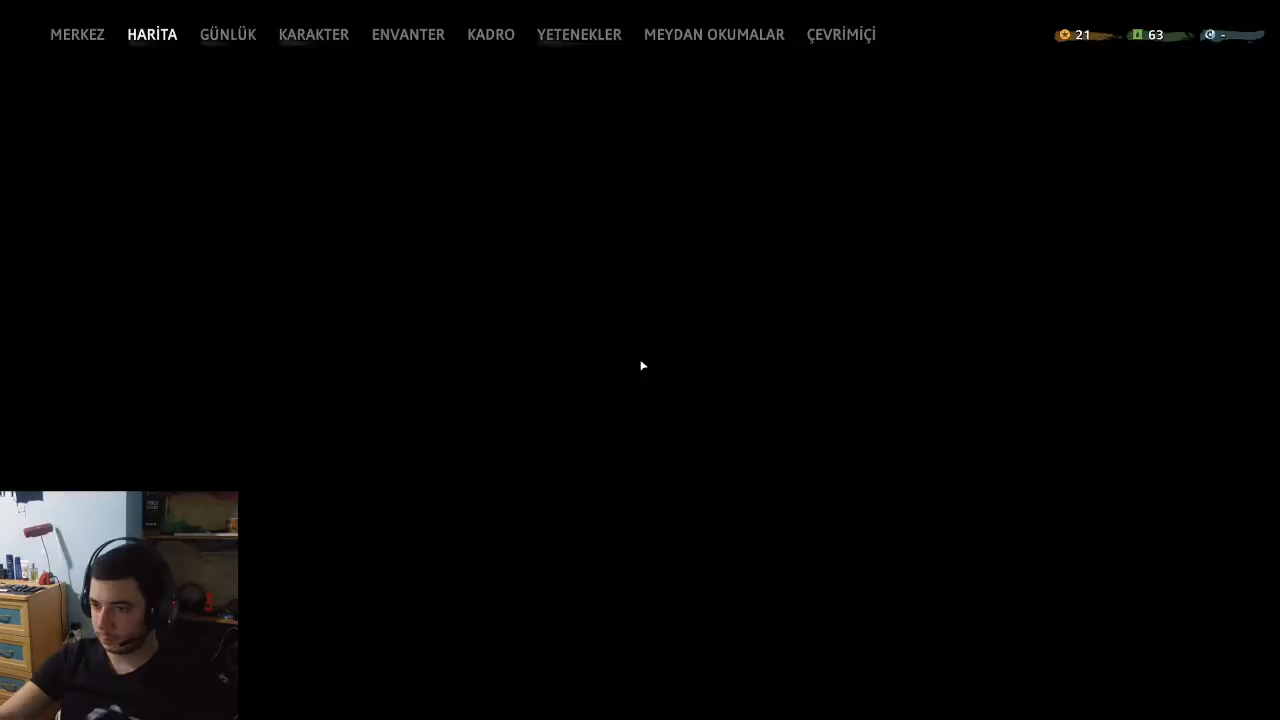 MERKEZ HARİTA GÜNLÜK KARAKTER ENVANTER KADRO YETENEKLER MEYDAN OKUMALAR ÇEVRİMİÇİ 21 63 -